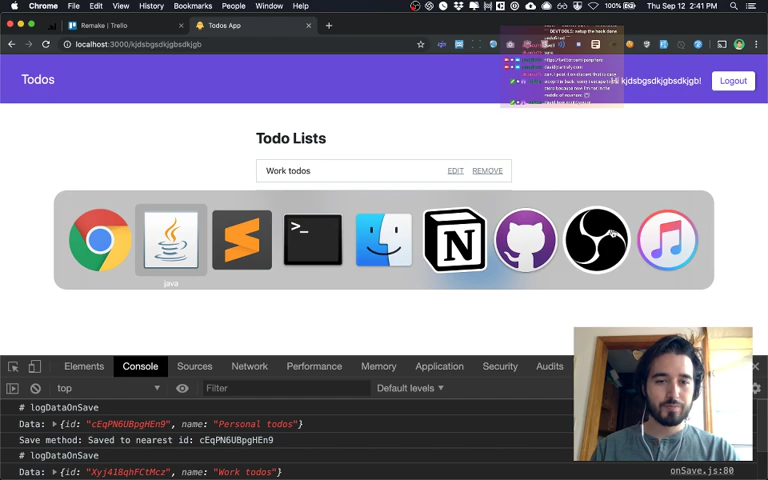 Chrome File Edit View History Bookmarks People Window Help 100% Thu Sep 12 2:41 PM
Remake | Trello Todos App
localhost:3000/kjdsbgsdkjgbsdkjgb
Todos kjdsbgsdkjgbsdkjgb! Logout
Todo Lists
Work todos EDIT REMOVE
>_
N
java
Elements Console Sources Network Performance Memory Application Security Audits
top Filter Default levels
# logDataOnSave
Data: {id: "cEqPN6UBpgHEn9", name: "Personal todos"}
Save method: Saved to nearest id: cEqPN6UBpgHEn9
# logDataOnSave
Data: {id: "Xyj418qhFCtMcz", name: "Work todos"}
onSave.js:80